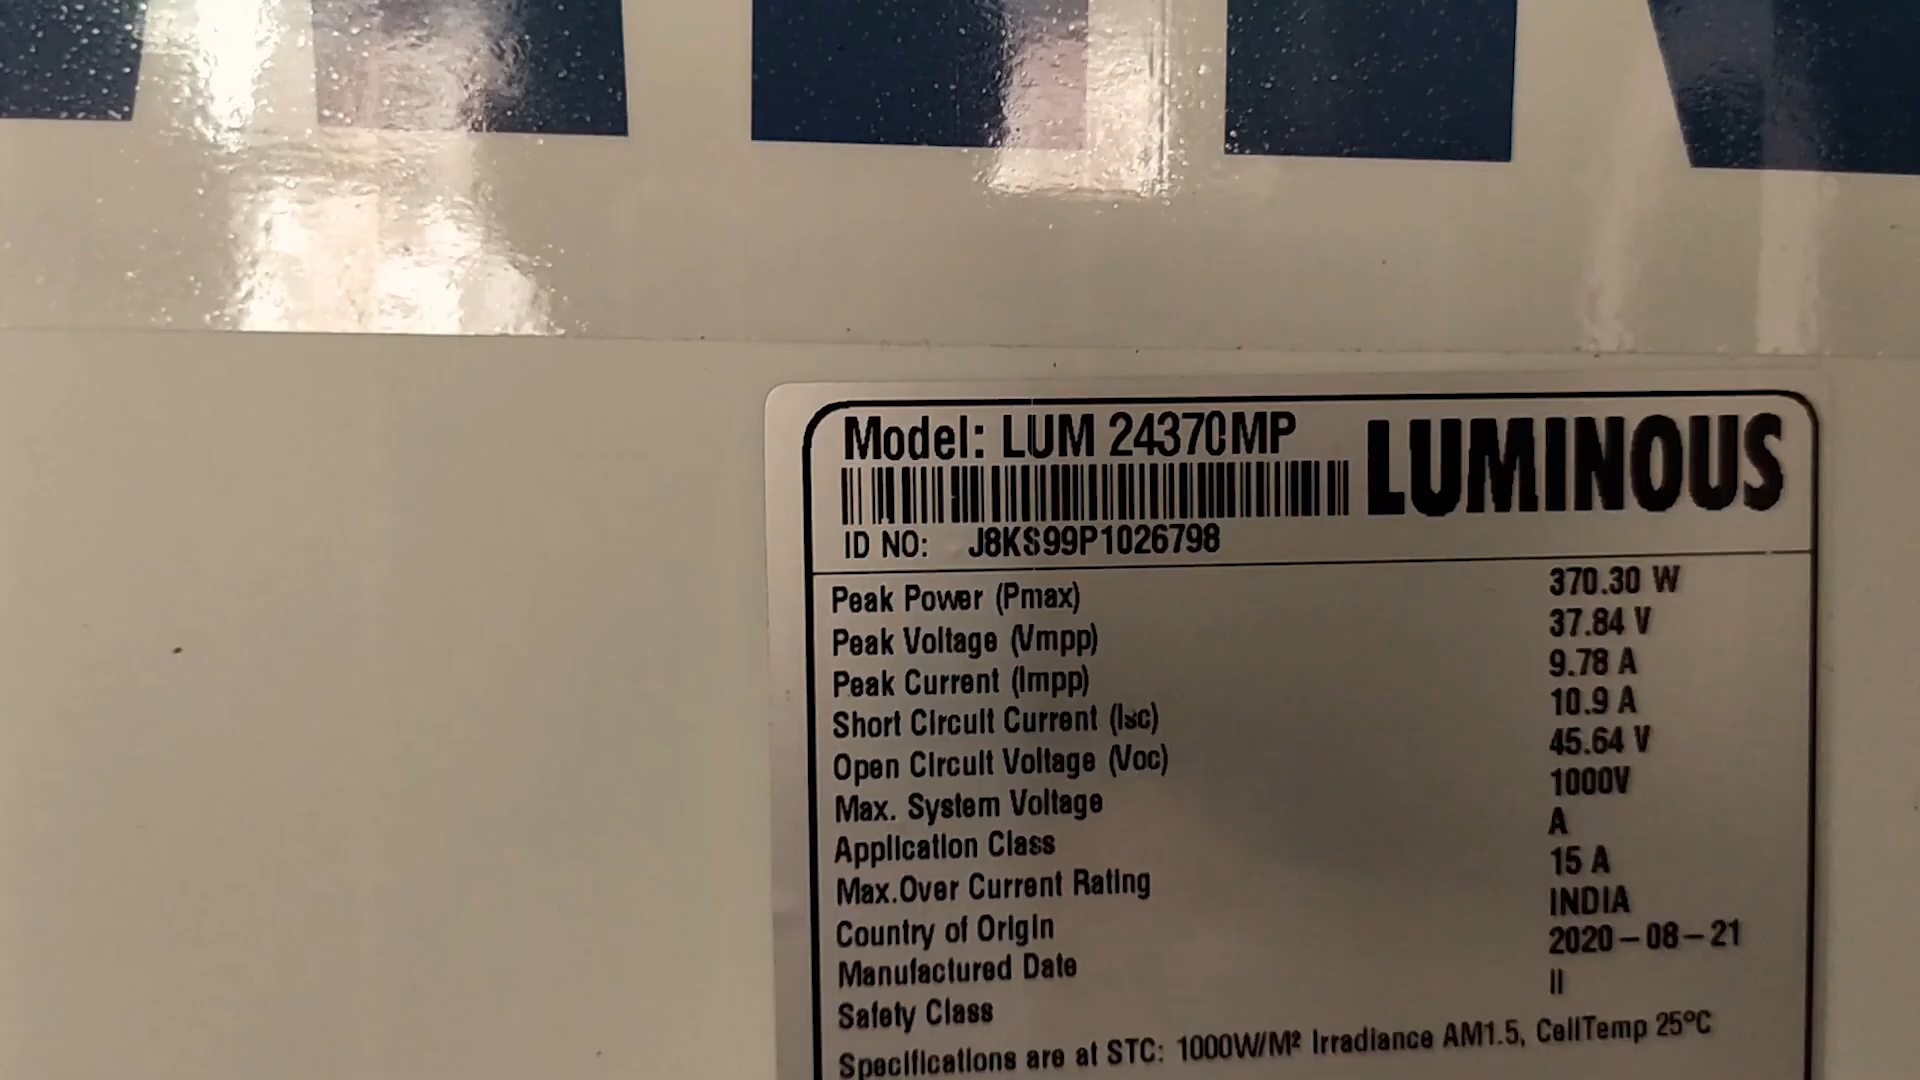 Model: LUM 24370MP
LUMINOUS
ID NO: J8KS99P1026798
Peak Power (Pmax) 370.30 W
Peak Voltage (Vmpp) 37.84 V
Peak Current (Impp) 9.78 A
Short Circuit Current (Isc) 10.9 A
Open Circuit Voltage (Voc) 45.64 V
Max. System Voltage 1000V
Application Class A
Max.Over Current Rating 15 A
Country of Origin INDIA
Manufactured Date 2020-08-21
Safety Class II
Specifications are at STC: 1000W/M² Irradiance AM1.5, CellTemp 25°C